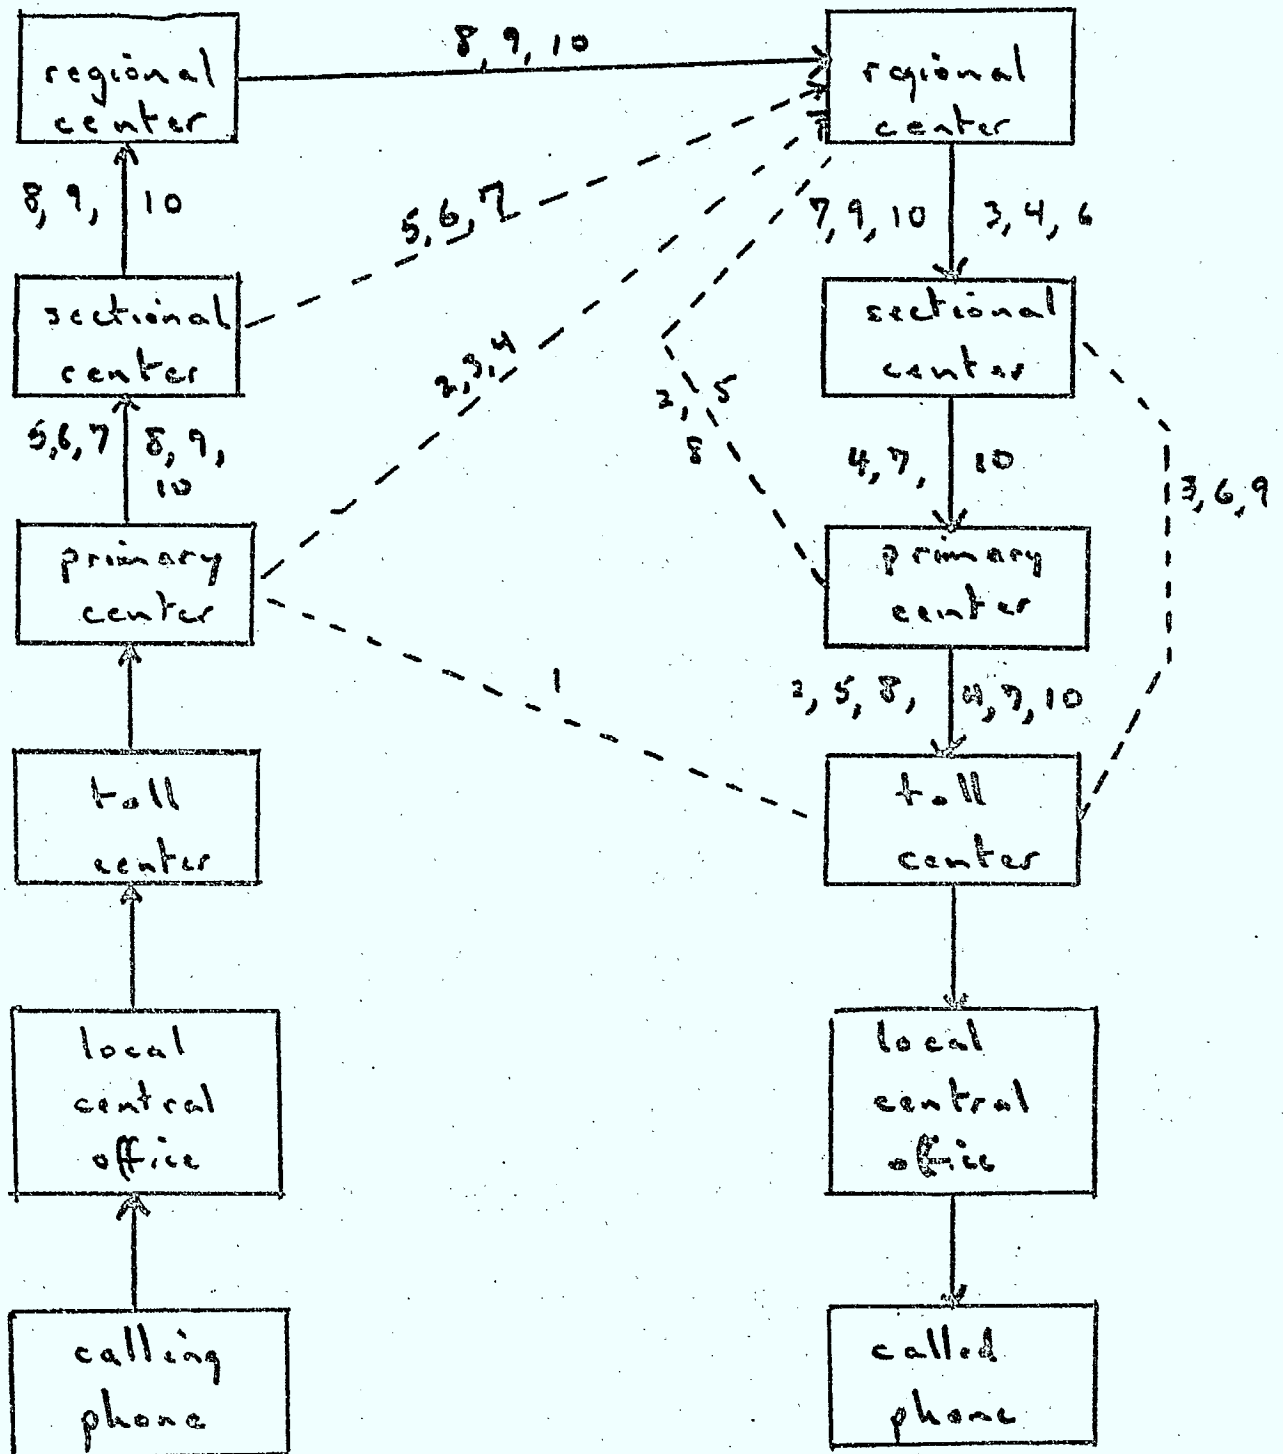 8, 9, 10
regional
center
regional
center
8, 9, 10
5, 6, 7
7, 9, 10 3, 4, 6
sectional
center
sectional
center
2, 3, 4
2, 5
8
5, 6, 7 8, 9,
10
4, 7, 10
3, 6, 9
primary
center
primary
center
1
2, 5, 8, 4, 7, 10
toll
center
toll
center
local
central
office
local
central
office
calling
phone
called
phone